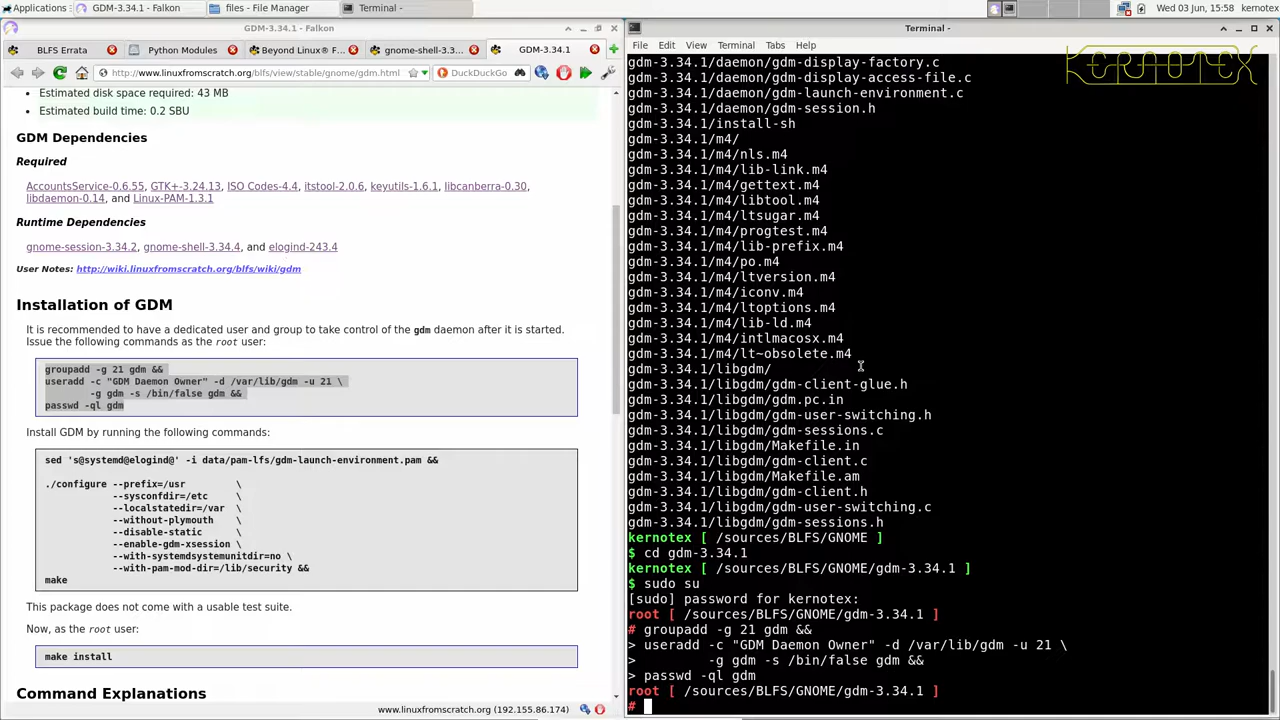 Applications
GDM-3.34.1 - Falkon
files - File Manager
Terminal -
Wed 03 Jun, 15:58
kernotex
GDM-3.34.1 - Falkon
BLFS Errata
Python Modules
Beyond Linux® F...
gnome-shell-3.3...
GDM-3.34.1
http://www.linuxfromscratch.org/blfs/view/stable/gnome/gdm.html
DuckDuckGo
Estimated disk space required: 43 MB
Estimated build time: 0.2 SBU
GDM Dependencies
Required
AccountsService-0.6.55, GTK+-3.24.13, ISO Codes-4.4, itstool-2.0.6, keyutils-1.6.1, libcanberra-0.30,
libdaemon-0.14, and Linux-PAM-1.3.1
Runtime Dependencies
gnome-session-3.34.2, gnome-shell-3.34.4, and elogind-243.4
User Notes: http://wiki.linuxfromscratch.org/blfs/wiki/gdm
Installation of GDM
It is recommended to have a dedicated user and group to take control of the gdm daemon after it is started.
Issue the following commands as the root user:
groupadd -g 21 gdm &&
useradd -c "GDM Daemon Owner" -d /var/lib/gdm -u 21 \
-g gdm -s /bin/false gdm &&
passwd -ql gdm
Install GDM by running the following commands:
sed 's@systemd@elogind@' -i data/pam-lfs/gdm-launch-environment.pam &&
./configure --prefix=/usr \
--sysconfdir=/etc \
--localstatedir=/var \
--without-plymouth \
--disable-static \
--enable-gdm-xsession \
--with-systemdsystemunitdir=no \
--with-pam-mod-dir=/lib/security &&
make
This package does not come with a usable test suite.
Now, as the root user:
make install
Command Explanations
www.linuxfromscratch.org (192.155.86.174)
Terminal -
File Edit View Terminal Tabs Help
KERNOTEX
gdm-3.34.1/daemon/gdm-display-factory.c
gdm-3.34.1/daemon/gdm-display-access-file.c
gdm-3.34.1/daemon/gdm-launch-environment.c
gdm-3.34.1/daemon/gdm-session.h
gdm-3.34.1/install-sh
gdm-3.34.1/m4/
gdm-3.34.1/m4/nls.m4
gdm-3.34.1/m4/lib-link.m4
gdm-3.34.1/m4/gettext.m4
gdm-3.34.1/m4/libtool.m4
gdm-3.34.1/m4/ltsugar.m4
gdm-3.34.1/m4/progtest.m4
gdm-3.34.1/m4/lib-prefix.m4
gdm-3.34.1/m4/po.m4
gdm-3.34.1/m4/ltversion.m4
gdm-3.34.1/m4/iconv.m4
gdm-3.34.1/m4/ltoptions.m4
gdm-3.34.1/m4/lib-ld.m4
gdm-3.34.1/m4/intlmacosx.m4
gdm-3.34.1/m4/lt~obsolete.m4
gdm-3.34.1/libgdm/
gdm-3.34.1/libgdm/gdm-client-glue.h
gdm-3.34.1/libgdm/gdm.pc.in
gdm-3.34.1/libgdm/gdm-user-switching.h
gdm-3.34.1/libgdm/gdm-sessions.c
gdm-3.34.1/libgdm/Makefile.in
gdm-3.34.1/libgdm/gdm-client.c
gdm-3.34.1/libgdm/Makefile.am
gdm-3.34.1/libgdm/gdm-client.h
gdm-3.34.1/libgdm/gdm-user-switching.c
gdm-3.34.1/libgdm/gdm-sessions.h
kernotex [ /sources/BLFS/GNOME ]
$ cd gdm-3.34.1
kernotex [ /sources/BLFS/GNOME/gdm-3.34.1 ]
$ sudo su
[sudo] password for kernotex:
root [ /sources/BLFS/GNOME/gdm-3.34.1 ]
# groupadd -g 21 gdm &&
> useradd -c "GDM Daemon Owner" -d /var/lib/gdm -u 21 \
> -g gdm -s /bin/false gdm &&
> passwd -ql gdm
root [ /sources/BLFS/GNOME/gdm-3.34.1 ]
#